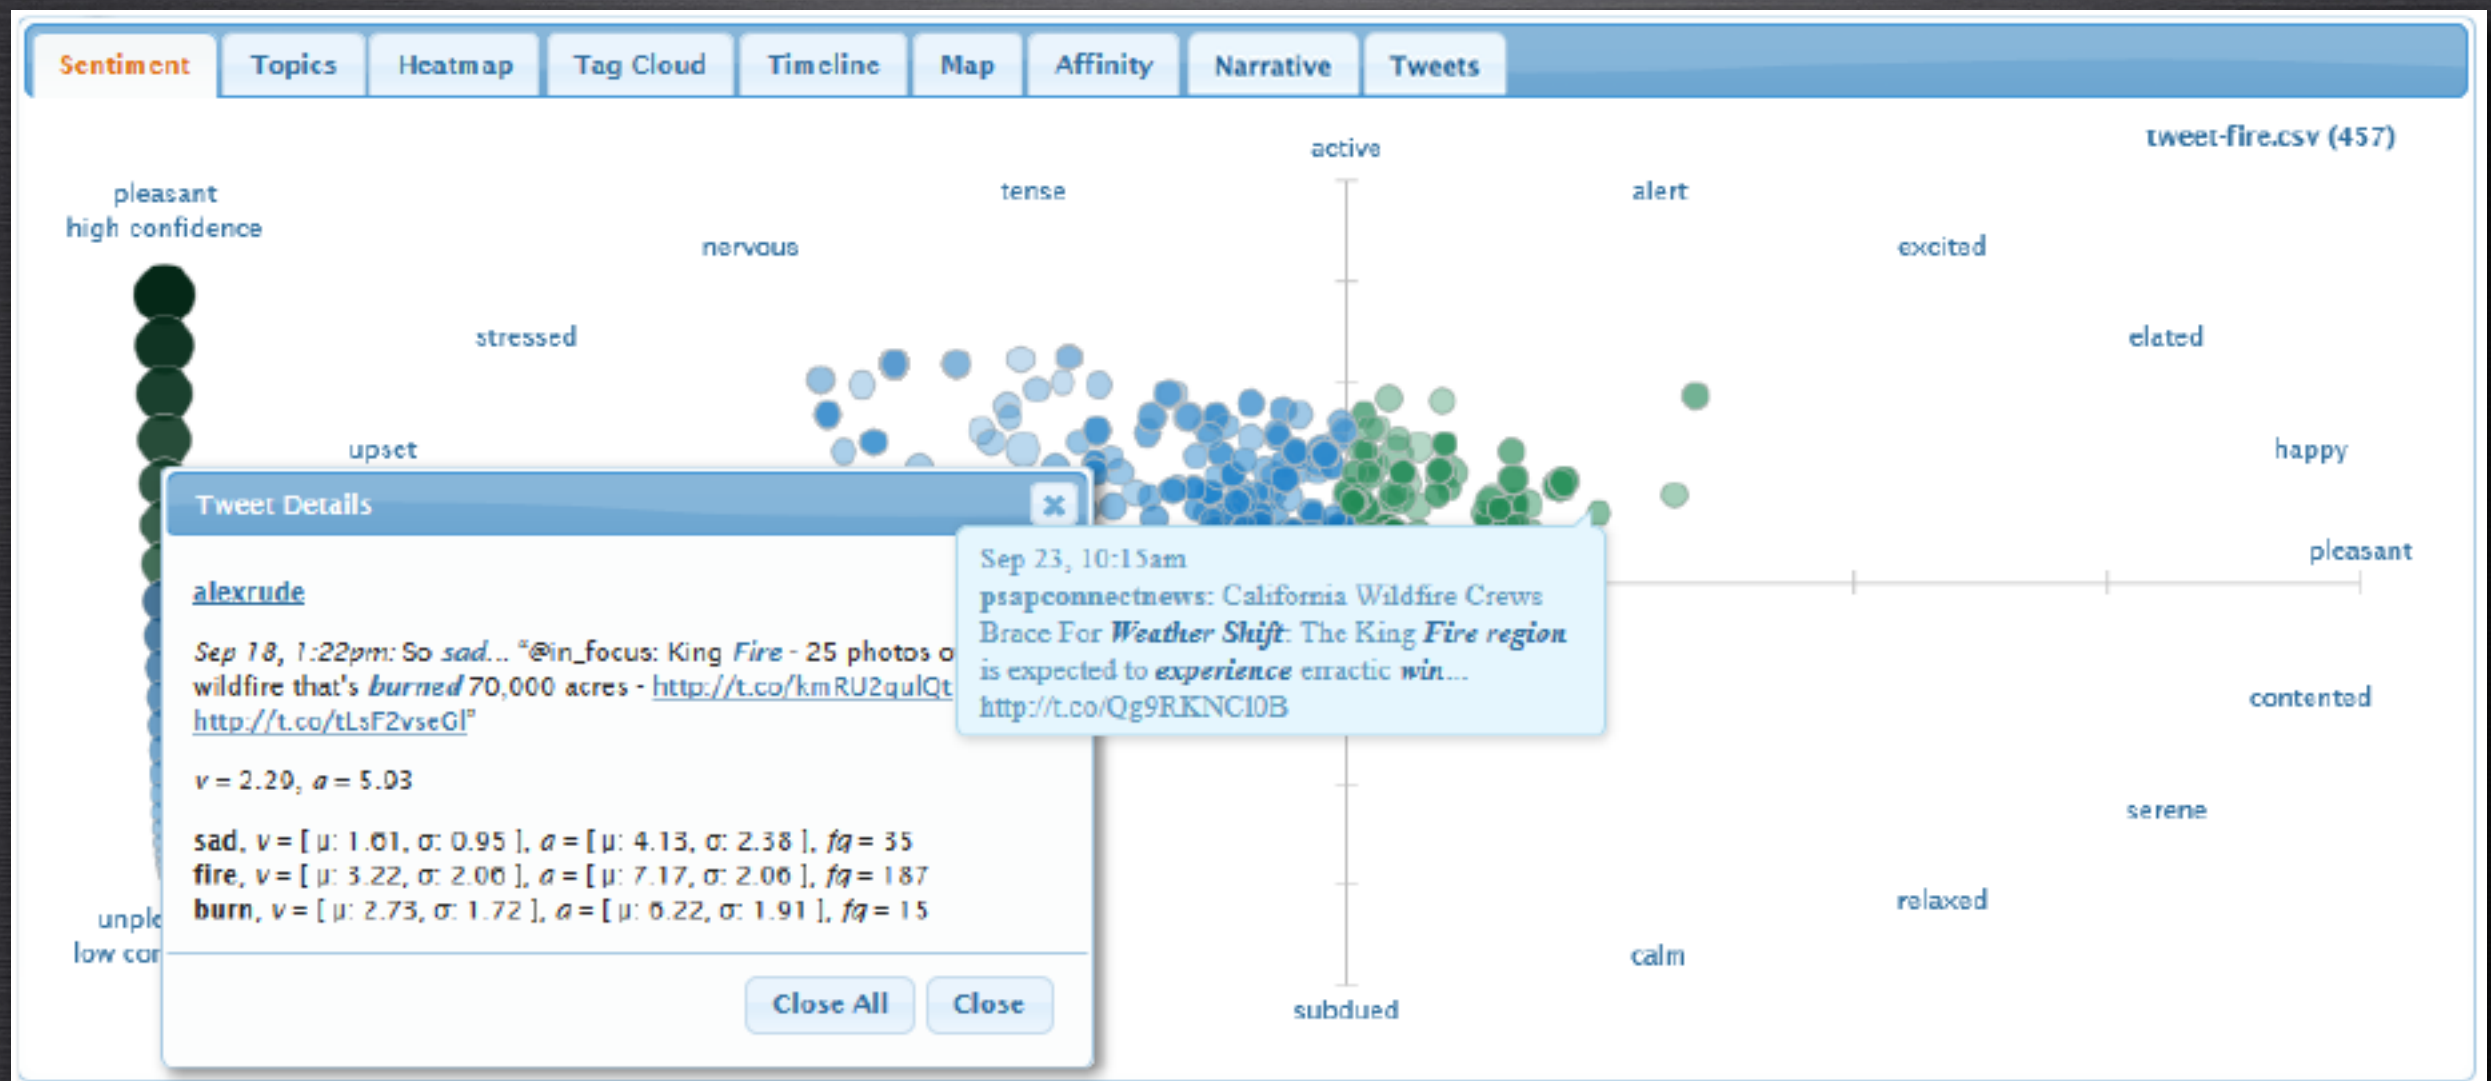 Sentiment Topics Heatmap Tag Cloud Timeline Map Affinity Narrative Tweets
tweet-fire.csv (457)
active
tense
alert
pleasant
high confidence
nervous
excited
stressed
elated
upset
happy
pleasant
contented
serene
relaxed
calm
subdued
Tweet Details
alexrude
Sep 18, 1:22pm: So sad... "@in_focus: King Fire - 25 photos
wildfire that's burned 70,000 acres - http://t.co/kmRU2qulQt
http://t.co/tLsF2vseGl"
v = 2.29, a = 5.93
sad, v = [ μ: 1.61, σ: 0.95 ], a = [ μ: 4.13, σ: 2.38 ], fq = 35
fire, v = [ μ: 3.22, σ: 2.06 ], a = [ μ: 7.17, σ: 2.06 ], fq = 187
burn, v = [ μ: 2.73, σ: 1.72 ], a = [ μ: 6.22, σ: 1.91 ], fq = 15
Close All Close
Sep 23, 10:15am
psapconnectnews: California Wildfire Crews
Brace For Weather Shift: The King Fire region
is expected to experience erractic win...
http://t.co/Qg9RKNCl0B
low